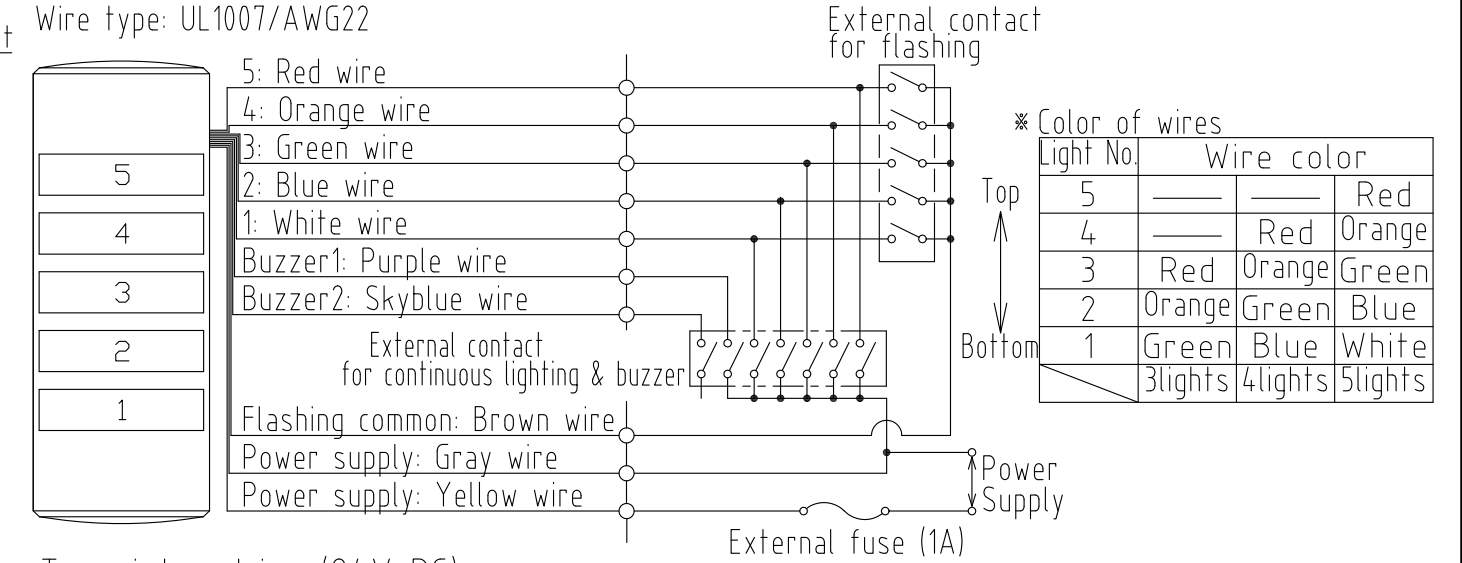 Wire type: UL1007/AWG22
External contact
for flashing
5: Red wire
4: Orange wire
3: Green wire
2: Blue wire
1: White wire
Buzzer1: Purple wire
Buzzer2: Skyblue wire
External contact
for continuous lighting & buzzer
Flashing common: Brown wire
Power supply: Gray wire
Power supply: Yellow wire
5
4
3
2
1
Power
Supply
External fuse (1A)
※ Color of wires
Light No. Wire color
5 —— —— Red
4 —— Red Orange
3 Red Orange Green
2 Orange Green Blue
1 Green Blue White
3lights 4lights 5lights
Top
Bottom